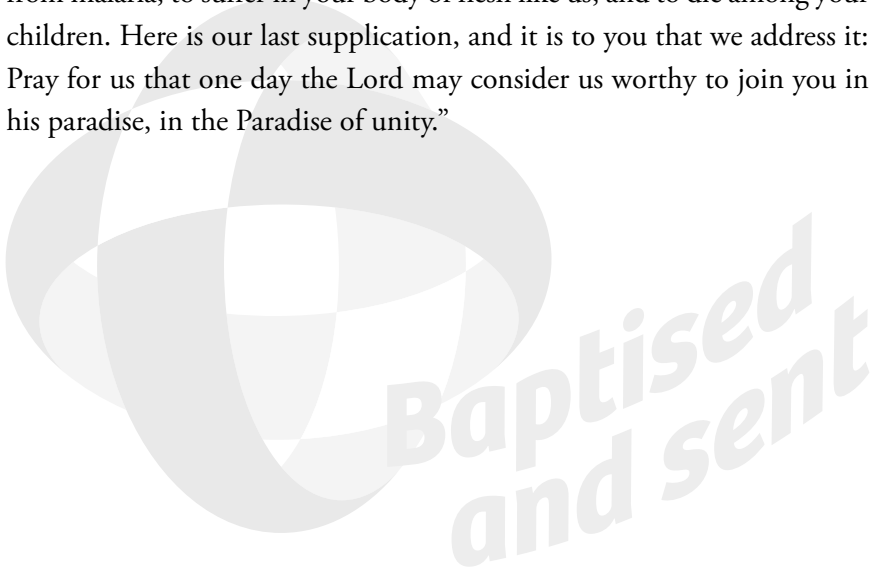 from malaria, to suffer in your body of flesh like us, and to die among your
children. Here is our last supplication, and it is to you that we address it:
Pray for us that one day the Lord may consider us worthy to join you in
his paradise, in the Paradise of unity.”
Baptised
and sent